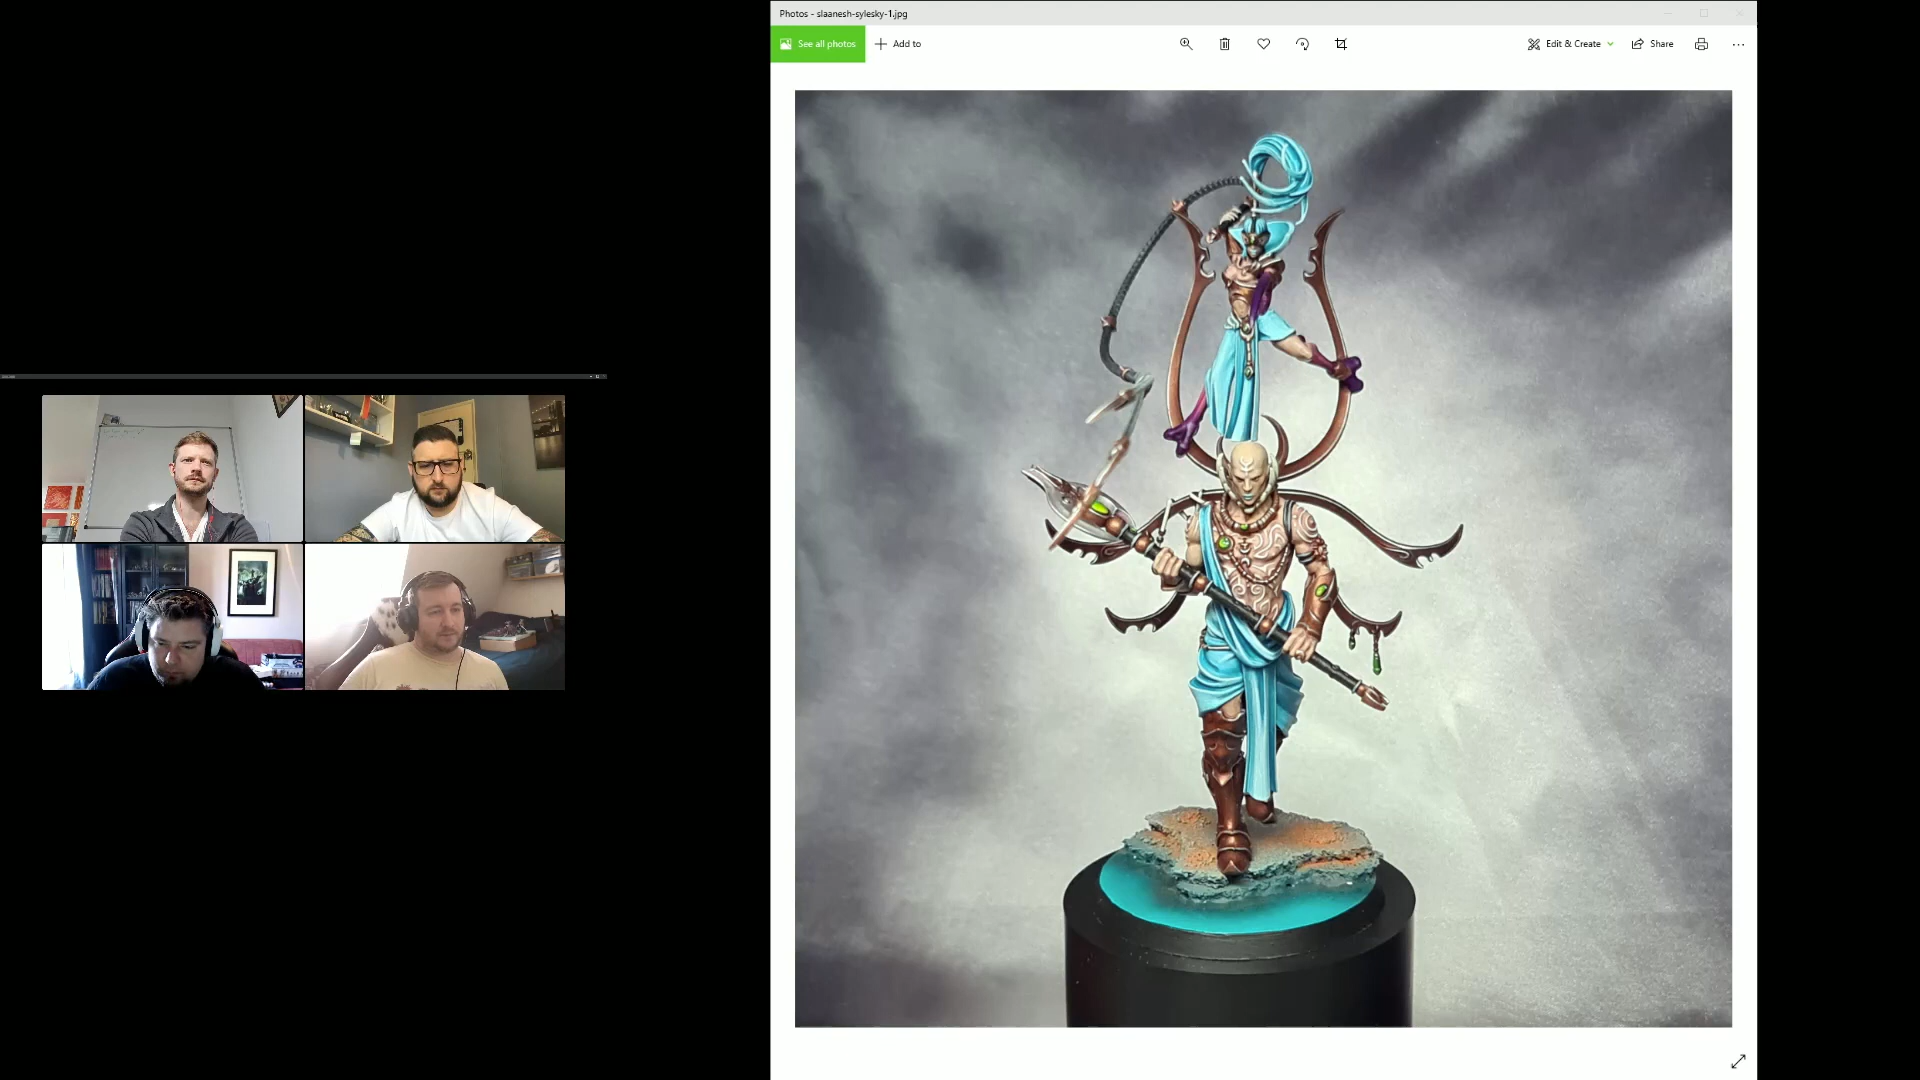 Photos - slaanesh-sylesky-1.jpg
See all photos
Add to
Edit & Create
Share